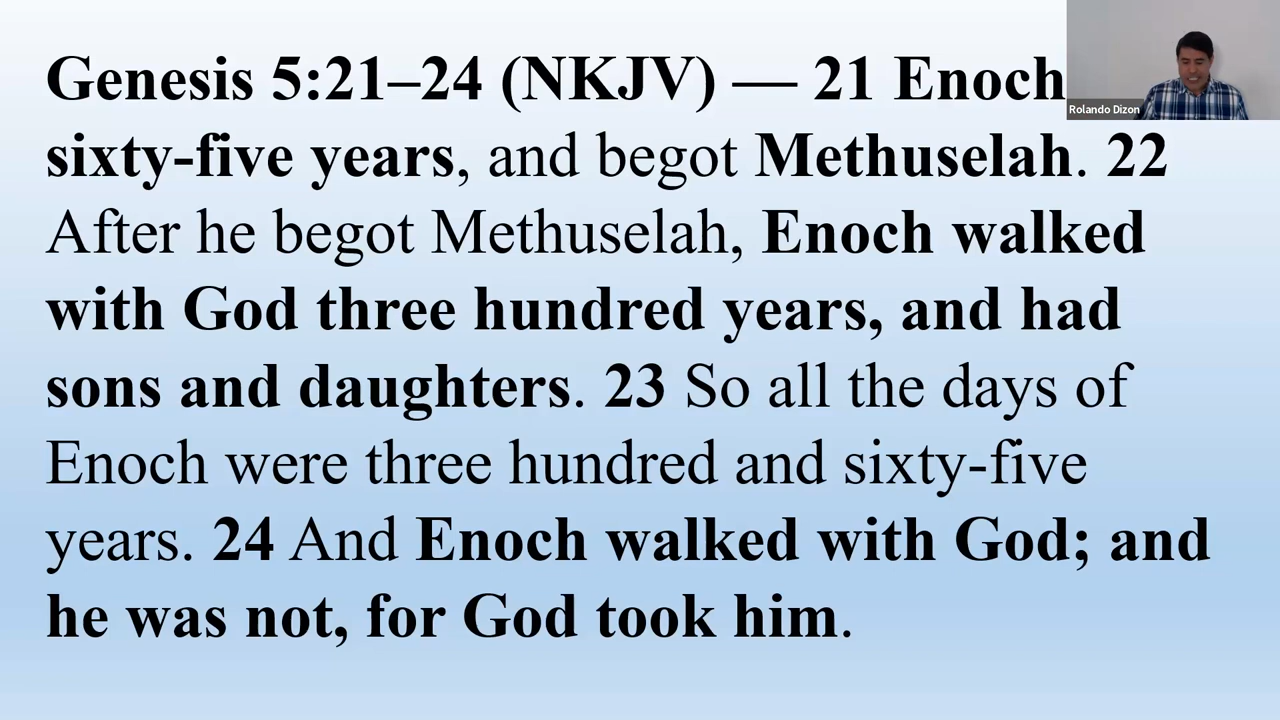 Genesis 5:21–24 (NKJV) — 21 Enoch
Rolando Dizon
sixty-five years, and begot Methuselah. 22
After he begot Methuselah, Enoch walked
with God three hundred years, and had
sons and daughters. 23 So all the days of
Enoch were three hundred and sixty-five
years. 24 And Enoch walked with God; and
he was not, for God took him.